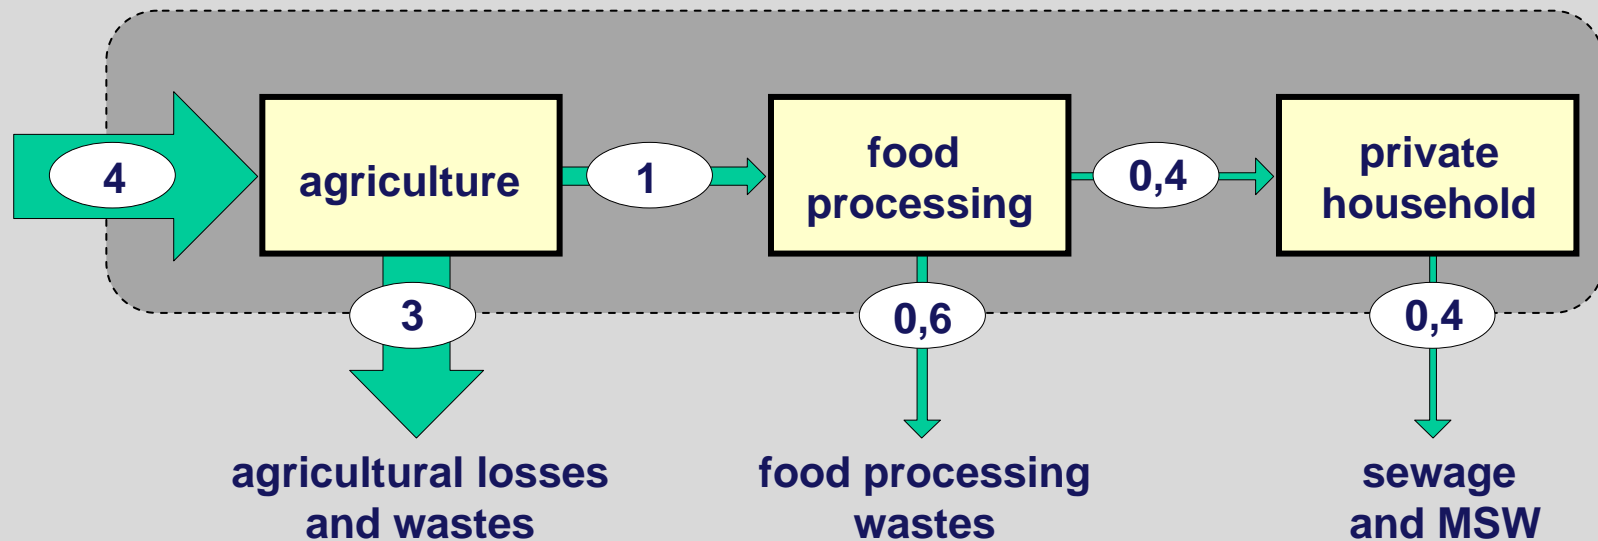 4
agriculture
1
food
processing
0,4
private
household
3
0,6
0,4
agricultural losses
and wastes
food processing
wastes
sewage
and MSW